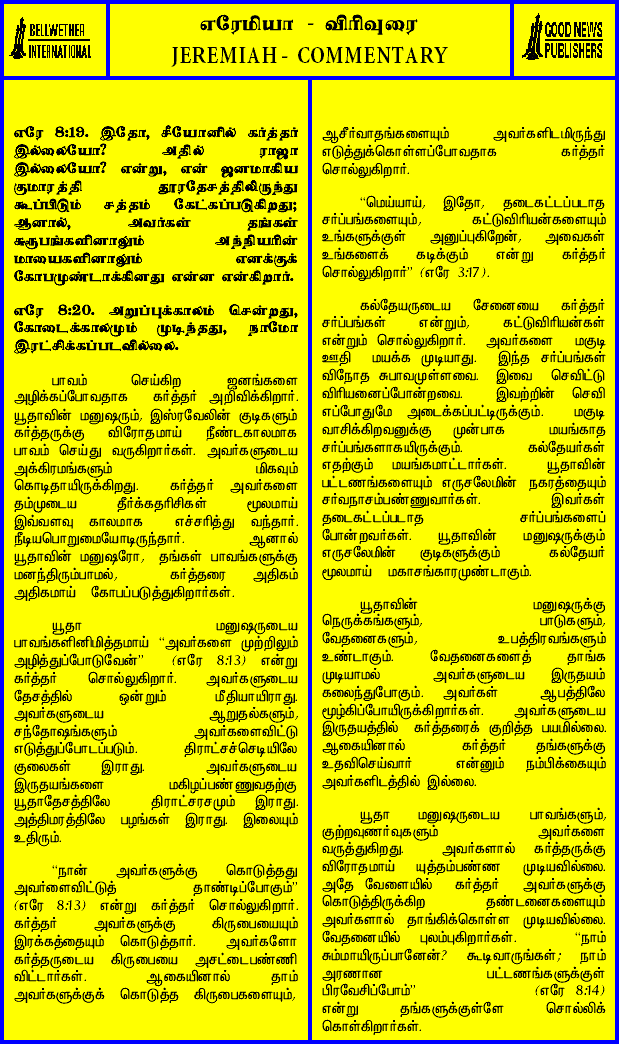 BELLWETHER
INTERNATIONAL
எரேமியா - விரிவுரை
JEREMIAH - COMMENTARY
GOOD NEWS
PUBLISHERS
எரே 8:19. இதோ, சீயோனில் கர்த்தர்
இல்லையோ? அதில் ராஜா
இல்லையோ? என்று, என் ஜனமாகிய
குமாரத்தி தூரதேசத்திலிருந்து
கூப்பிடும் சத்தம் கேட்கப்படுகிறது;
ஆனால், அவர்கள் தங்கள்
சுரூபங்களினாலும் அந்நியரின்
மாயைகளினாலும் எனக்குக்
கோபமுண்டாக்கினது என்ன என்கிறார்.
எரே 8:20. அறுப்புக்காலம் சென்றது,
கோடைக்காலமும் முடிந்தது, நாமோ
இரட்சிக்கப்படவில்லை.
பாவம் செய்கிற ஜனங்களை
அழிக்கப்போவதாக கர்த்தர் அறிவிக்கிறார்.
யூதாவின் மனுஷரும், இஸ்ரவேலின் குடிகளும்
கர்த்தருக்கு விரோதமாய் நீண்டகாலமாக
பாவம் செய்து வருகிறார்கள். அவர்களுடைய
அக்கிரமங்களும் மிகவும்
கொடிதாயிருக்கிறது. கர்த்தர் அவர்களை
தம்முடைய தீர்க்கதரிசிகள் மூலமாய்
இவ்வளவு காலமாக எச்சரித்து வந்தார்.
நீடியபொறுமையோடிருந்தார். ஆனால்
யூதாவின் மனுஷரோ, தங்கள் பாவங்களுக்கு
மனந்திரும்பாமல், கர்த்தரை அதிகம்
அதிகமாய் கோபப்படுத்துகிறார்கள்.
யூதா மனுஷருடைய
பாவங்களினிமித்தமாய் “அவர்களை முற்றிலும்
அழித்துப்போடுவேன்” (எரே 8:13) என்று
கர்த்தர் சொல்லுகிறார். அவர்களுடைய
தேசத்தில் ஒன்றும் மீதியாயிராது.
அவர்களுடைய ஆறுதல்களும்,
சந்தோஷங்களும் அவர்களைவிட்டு
எடுத்துப்போடப்படும். திராட்சச்செடியிலே
குலைகள் இராது. அவர்களுடைய
இருதயங்களை மகிழப்பண்ணுவதற்கு
யூதாதேசத்திலே திராட்சரசமும் இராது.
அத்திமரத்திலே பழங்கள் இராது. இலையும்
உதிரும்.
“நான் அவர்களுக்கு கொடுத்தது
அவர்ளைவிட்டுத் தாண்டிப்போகும்”
(எரே 8:13) என்று கர்த்தர் சொல்லுகிறார்.
கர்த்தர் அவர்களுக்கு கிருபையையும்
இரக்கத்தையும் கொடுத்தார். அவர்களோ
கர்த்தருடைய கிருபையை அசட்டைபண்ணி
விட்டார்கள். ஆகையினால் தாம்
அவர்களுக்குக் கொடுத்த கிருபைகளையும்,
ஆசீர்வாதங்களையும் அவர்களிடமிருந்து
எடுத்துக்கொள்ளப்போவதாக கர்த்தர்
சொல்லுகிறார்.
“மெய்யாய், இதோ, தடைகட்டப்படாத
சர்ப்பங்களையும், கட்டுவிரியன்களையும்
உங்களுக்குள் அனுப்புகிறேன், அவைகள்
உங்களைக் கடிக்கும் என்று கர்த்தர்
சொல்லுகிறார்” (எரே 3:17).
கல்தேயருடைய சேனையை கர்த்தர்
சர்ப்பங்கள் என்றும், கட்டுவிரியன்கள்
என்றும் சொல்லுகிறார். அவர்களை மகுடி
ஊதி மயக்க முடியாது. இந்த சர்ப்பங்கள்
விநோத சுபாவமுள்ளவை. இவை செவிட்டு
விரியனைப்போன்றவை. இவற்றின் செவி
எப்போதுமே அடைக்கப்பட்டிருக்கும். மகுடி
வாசிக்கிறவனுக்கு முன்பாக மயங்காத
சர்ப்பங்களாகயிருக்கும். கல்தேயர்கள்
எதற்கும் மயங்கமாட்டார்கள். யூதாவின்
பட்டணங்களையும் எருசலேமின் நகரத்தையும்
சர்வநாசம்பண்ணுவார்கள். இவர்கள்
தடைகட்டப்படாத சர்ப்பங்களைப்
போன்றவர்கள். யூதாவின் மனுஷருக்கும்
எருசலேமின் குடிகளுக்கும் கல்தேயர்
மூலமாய் மகாசங்காரமுண்டாகும்.
யூதாவின் மனுஷருக்கு
நெருக்கங்களும், பாடுகளும்,
வேதனைகளும், உபத்திரவங்களும்
உண்டாகும். வேதனைகளைத் தாங்க
முடியாமல் அவர்களுடைய இருதயம்
கலைந்துபோகும். அவர்கள் ஆபத்திலே
மூழ்கிப்போயிருக்கிறார்கள். அவர்களுடைய
இருதயத்தில் கர்த்தரைக் குறித்த பயமில்லை.
ஆகையினால் கர்த்தர் தங்களுக்கு
உதவிசெய்வார் என்னும் நம்பிக்கையும்
அவர்களிடத்தில் இல்லை.
யூதா மனுஷருடைய பாவங்களும்,
குற்றவுணர்வுகளும் அவர்களை
வருத்துகிறது. அவர்களால் கர்த்தருக்கு
விரோதமாய் யுத்தம்பண்ண முடியவில்லை.
அதே வேளையில் கர்த்தர் அவர்களுக்கு
கொடுத்திருக்கிற தண்டனைகளையும்
அவர்களால் தாங்கிக்கொள்ள முடியவில்லை.
வேதனையில் புலம்புகிறார்கள். “நாம்
சும்மாயிருப்பானேன்? கூடிவாருங்கள்; நாம்
அரணான பட்டணங்களுக்குள்
பிரவேசிப்போம்” (எரே 8:14)
என்று தங்களுக்குள்ளே சொல்லிக்
கொள்கிறார்கள்.